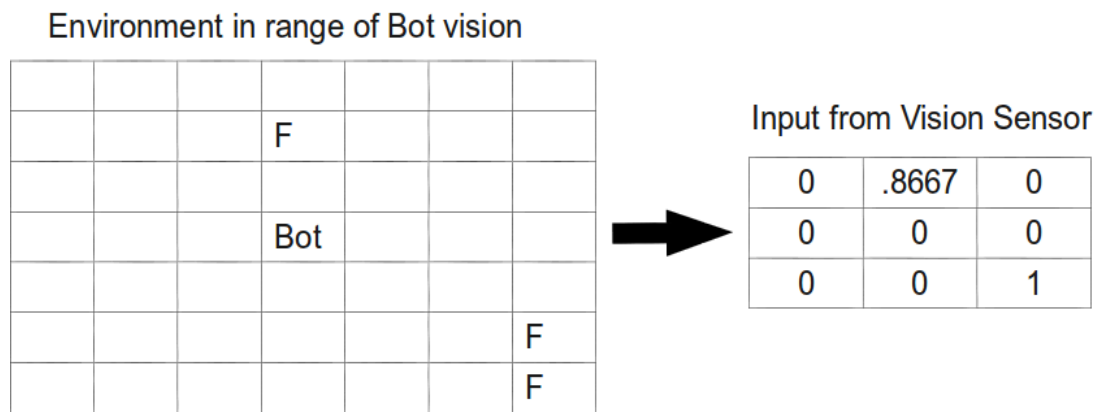 Environment in range of Bot vision
Input from Vision Sensor
F
Bot
F
F
0 .8667 0
0 0 0
0 0 1